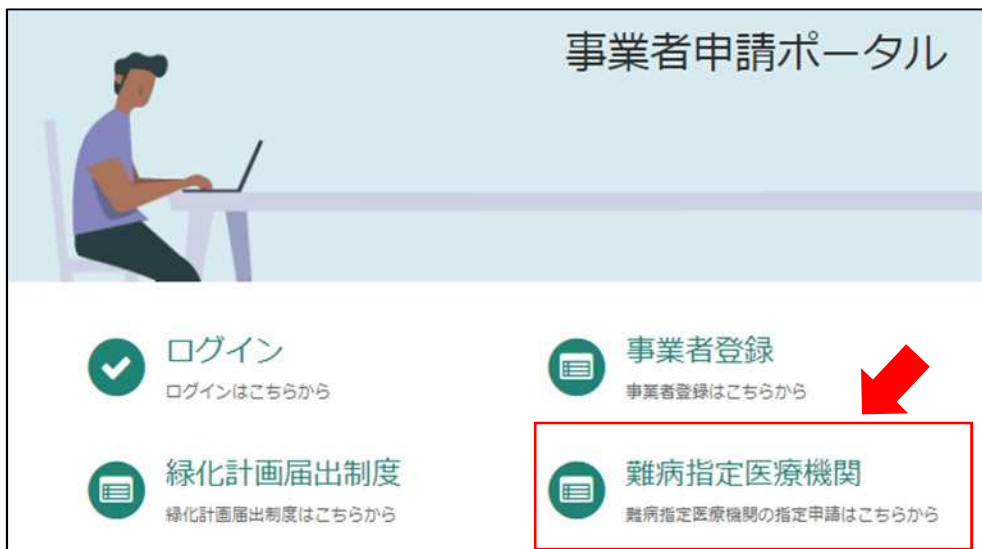 事業者申請ポータル
ログイン
ログインはこちらから
事業者登録
事業者登録はこちらから
緑化計画届出制度
緑化計画届出制度はこちらから
難病指定医療機関
難病指定医療機関の指定申請はこちらから